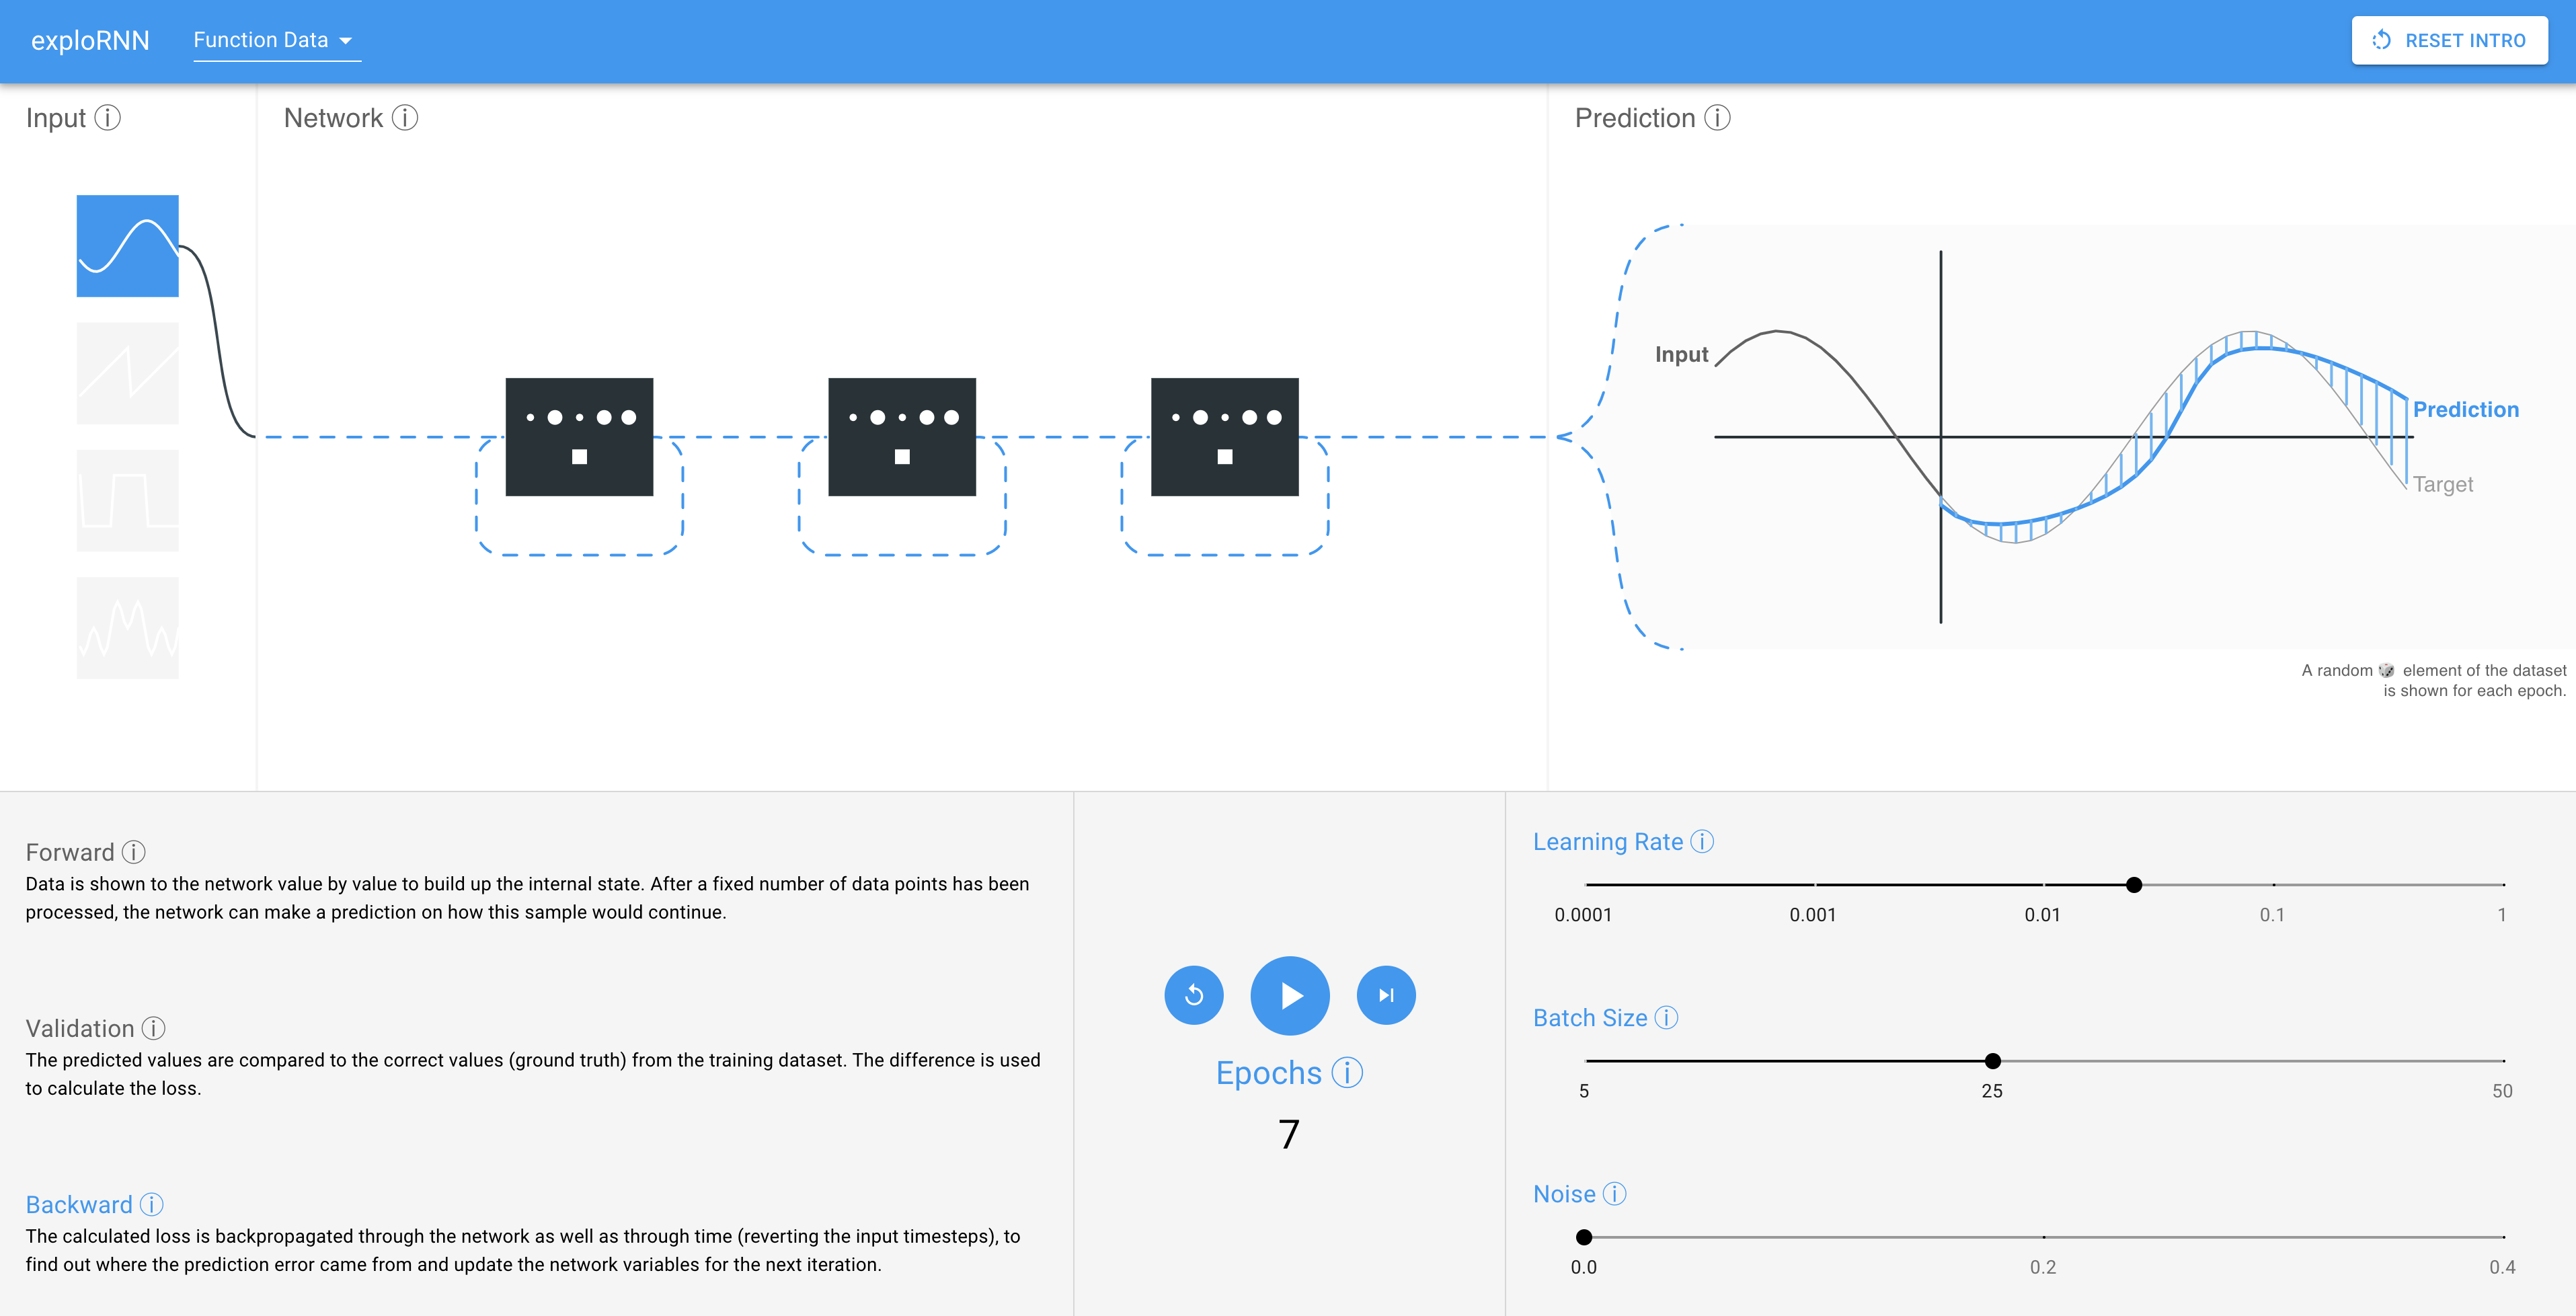 exploRNN
Function Data
RESET INTRO
Input
Network
Prediction
Input
Prediction
Target
A random 🎲 element of the dataset
is shown for each epoch.
Forward
Data is shown to the network value by value to build up the internal state. After a fixed number of data points has been
processed, the network can make a prediction on how this sample would continue.
Validation
The predicted values are compared to the correct values (ground truth) from the training dataset. The difference is used
to calculate the loss.
Backward
The calculated loss is backpropagated through the network as well as through time (reverting the input timesteps), to
find out where the prediction error came from and update the network variables for the next iteration.
Epochs
7
Learning Rate
0.0001 0.001 0.01 0.1 1
Batch Size
5 25 50
Noise
0.0 0.2 0.4